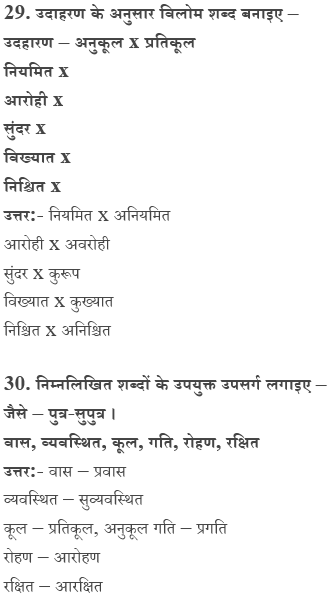 29. उदाहरण के अनुसार विलोम शब्द बनाइए –
उदहारण – अनुकूल x प्रतिकूल
नियमित x
आरोही x
सुंदर x
विख्यात x
निश्चित x
उत्तर:- नियमित x अनियमित
आरोही x अवरोही
सुंदर x कुरूप
विख्यात x कुख्यात
निश्चित x अनिश्चित
30. निम्नलिखित शब्दों के उपयुक्त उपसर्ग लगाइए –
जैसे – पुत्र-सुपुत्र ।
वास, व्यवस्थित, कूल, गति, रोहण, रक्षित
उत्तर:- वास – प्रवास
व्यवस्थित – सुव्यवस्थित
कूल – प्रतिकूल, अनुकूल गति – प्रगति
रोहण – आरोहण
रक्षित – आरक्षित